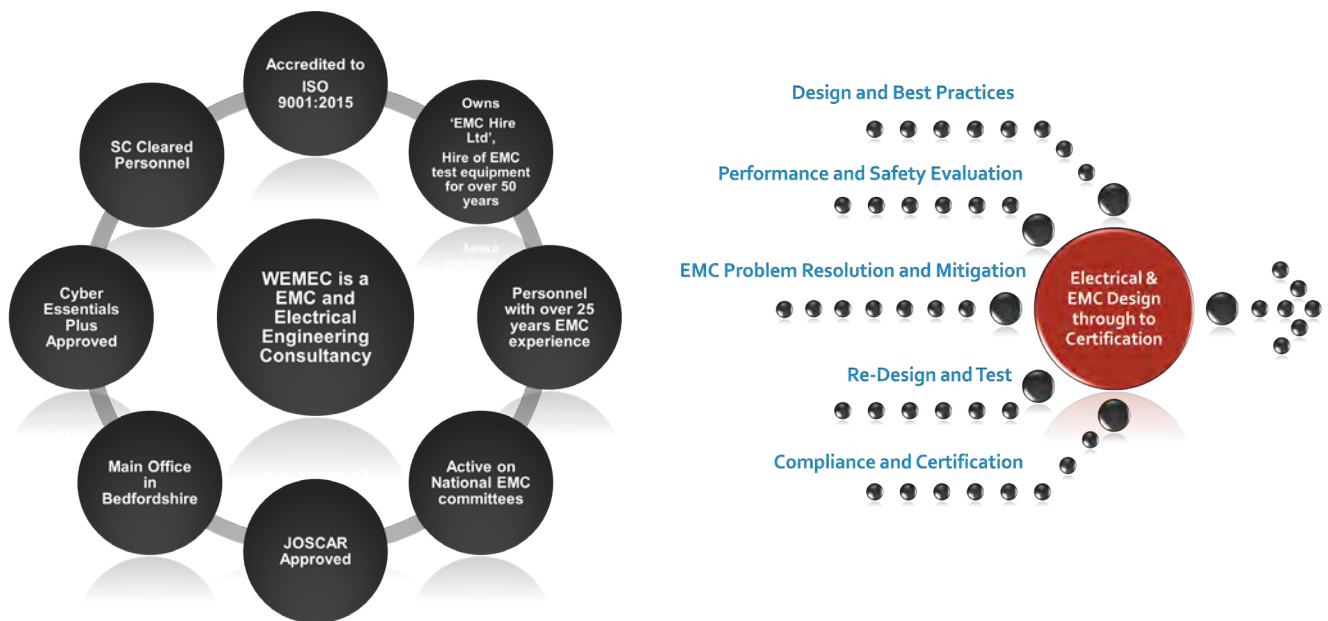 Accredited to
ISO
9001:2015
Owns
‘EMC Hire
Ltd’,
Hire of EMC
test equipment
for over 50
years
Personnel
with over 25
years EMC
experience
Active on
National EMC
committees
JOSCAR
Approved
Main Office
in
Bedfordshire
Cyber
Essentials
Plus
Approved
SC Cleared
Personnel
WEMEC is a
EMC and
Electrical
Engineering
Consultancy
Design and Best Practices
Performance and Safety Evaluation
EMC Problem Resolution and Mitigation
Re-Design and Test
Compliance and Certification
Electrical &
EMC Design
through to
Certification